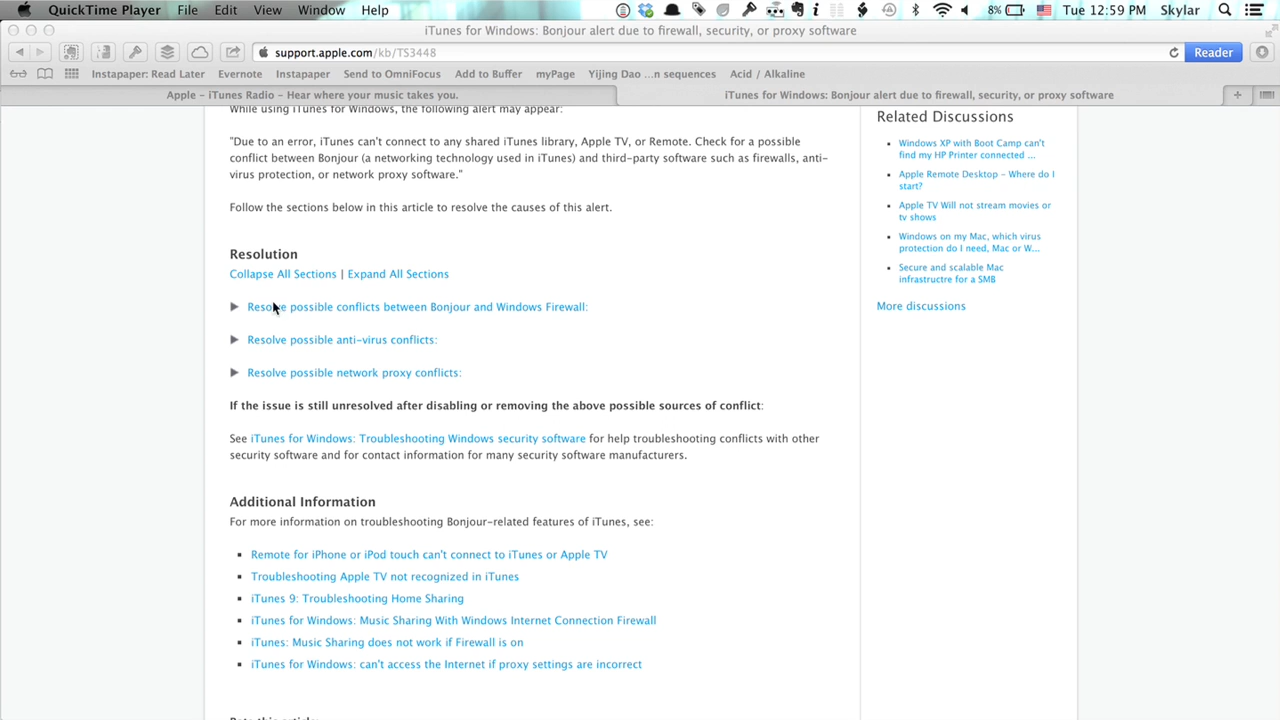 QuickTime Player File Edit View Window Help 8% Tue 12:59 PM Skylar
iTunes for Windows: Bonjour alert due to firewall, security, or proxy software
support.apple.com/kb/TS3448 Reader
Instapaper: Read Later Evernote Instapaper Send to OmniFocus Add to Buffer myPage Yijing Dao ...n sequences Acid / Alkaline
Apple – iTunes Radio – Hear where your music takes you. iTunes for Windows: Bonjour alert due to firewall, security, or proxy software
While using iTunes for Windows, the following alert may appear:
"Due to an error, iTunes can't connect to any shared iTunes library, Apple TV, or Remote. Check for a possible
conflict between Bonjour (a networking technology used in iTunes) and third-party software such as firewalls, anti-
virus protection, or network proxy software."
Follow the sections below in this article to resolve the causes of this alert.
Resolution
Collapse All Sections | Expand All Sections
Resolve possible conflicts between Bonjour and Windows Firewall:
Resolve possible anti-virus conflicts:
Resolve possible network proxy conflicts:
If the issue is still unresolved after disabling or removing the above possible sources of conflict:
See iTunes for Windows: Troubleshooting Windows security software for help troubleshooting conflicts with other
security software and for contact information for many security software manufacturers.
Additional Information
For more information on troubleshooting Bonjour-related features of iTunes, see:
Remote for iPhone or iPod touch can't connect to iTunes or Apple TV
Troubleshooting Apple TV not recognized in iTunes
iTunes 9: Troubleshooting Home Sharing
iTunes for Windows: Music Sharing With Windows Internet Connection Firewall
iTunes: Music Sharing does not work if Firewall is on
iTunes for Windows: can't access the Internet if proxy settings are incorrect
Rate this article:
Related Discussions
Windows XP with Boot Camp can't
find my HP Printer connected ...
Apple Remote Desktop – Where do I
start?
Apple TV Will not stream movies or
tv shows
Windows on my Mac, which virus
protection do I need, Mac or W...
Secure and scalable Mac
infrastructre for a SMB
More discussions